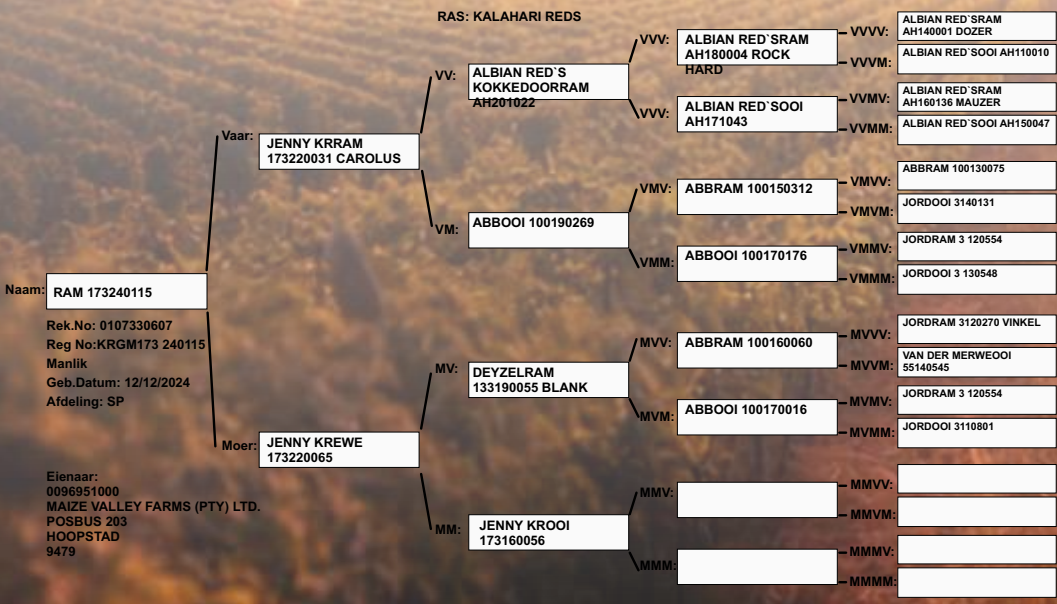 RAS: KALAHARI REDS
Naam:
RAM 173240115
Rek.No: 0107330607
Reg No:KRGM173 240115
Manlik
Geb.Datum: 12/12/2024
Afdeling: SP
Eienaar:
0096951000
MAIZE VALLEY FARMS (PTY) LTD.
POSBUS 203
HOOPSTAD
9479
Vaar:
JENNY KRRAM
173220031 CAROLUS
Moer:
JENNY KREWE
173220065
VV:
ALBIAN RED`S
KOKKEDOORRAM
AH201022
VM:
ABBOOI 100190269
MV:
DEYZELRAM
133190055 BLANK
MM:
JENNY KROOI
173160056
VVV:
ALBIAN RED`SRAM
AH180004 ROCK
HARD
VVV:
ALBIAN RED`SOOI
AH171043
VMV:
ABBRAM 100150312
VMM:
ABBOOI 100170176
MVV:
ABBRAM 100160060
MVM:
ABBOOI 100170016
MMV:
MMM:
VVVV:
ALBIAN RED`SRAM
AH140001 DOZER
VVVM:
ALBIAN RED`SOOI AH110010
VVMV:
ALBIAN RED`SRAM
AH160136 MAUZER
VVMM:
ALBIAN RED`SOOI AH150047
VMVV:
ABBRAM 100130075
VMVM:
JORDOOI 3140131
VMMV:
JORDRAM 3 120554
VMMM:
JORDOOI 3 130548
MVVV:
JORDRAM 3120270 VINKEL
MVVM:
VAN DER MERWEOOI
55140545
MVMV:
JORDRAM 3 120554
MVMM:
JORDOOI 3110801
MMVV:
MMVM:
MMMV:
MMMM: